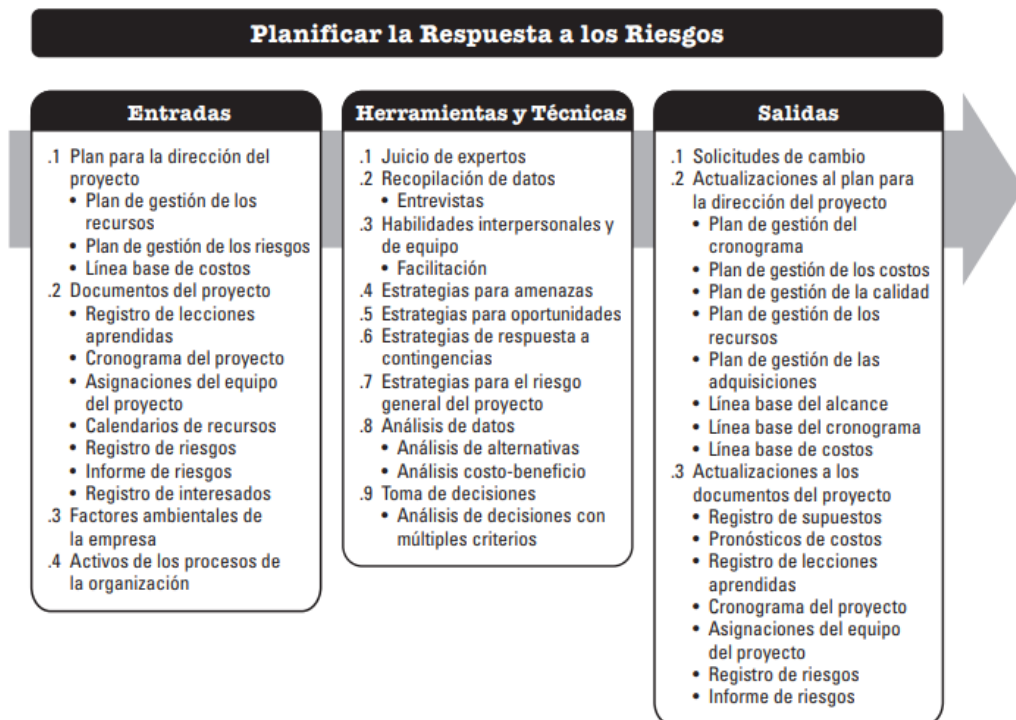 Planificar la Respuesta a los Riesgos
Entradas
.1 Plan para la dirección del
proyecto
• Plan de gestión de los
recursos
• Plan de gestión de los riesgos
• Línea base de costos
.2 Documentos del proyecto
• Registro de lecciones
aprendidas
• Cronograma del proyecto
• Asignaciones del equipo
del proyecto
• Calendarios de recursos
• Registro de riesgos
• Informe de riesgos
• Registro de interesados
.3 Factores ambientales de
la empresa
.4 Activos de los procesos de
la organización
Herramientas y Técnicas
.1 Juicio de expertos
.2 Recopilación de datos
• Entrevistas
.3 Habilidades interpersonales y
de equipo
• Facilitación
.4 Estrategias para amenazas
.5 Estrategias para oportunidades
.6 Estrategias de respuesta a
contingencias
.7 Estrategias para el riesgo
general del proyecto
.8 Análisis de datos
• Análisis de alternativas
• Análisis costo-beneficio
.9 Toma de decisiones
• Análisis de decisiones con
múltiples criterios
Salidas
.1 Solicitudes de cambio
.2 Actualizaciones al plan para
la dirección del proyecto
• Plan de gestión del
cronograma
• Plan de gestión de los costos
• Plan de gestión de la calidad
• Plan de gestión de los
recursos
• Plan de gestión de las
adquisiciones
• Línea base del alcance
• Línea base del cronograma
• Línea base de costos
.3 Actualizaciones a los
documentos del proyecto
• Registro de supuestos
• Pronósticos de costos
• Registro de lecciones
aprendidas
• Cronograma del proyecto
• Asignaciones del equipo
del proyecto
• Registro de riesgos
• Informe de riesgos